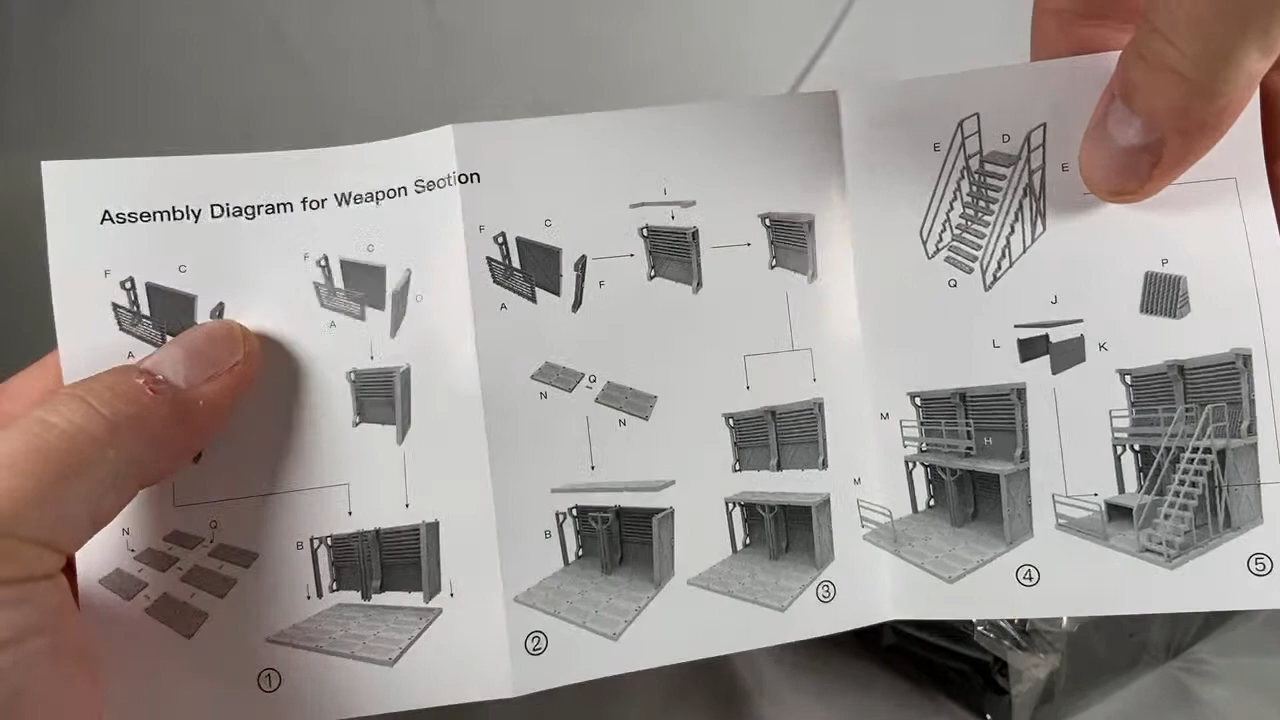 Assembly Diagram for Weapon Section
F
C
A
F
C
D
A
N
Q
B
①
F
C
A
F
I
N
Q
N
B
②
③
E
D
E
Q
P
J
L
K
M
H
M
④
⑤